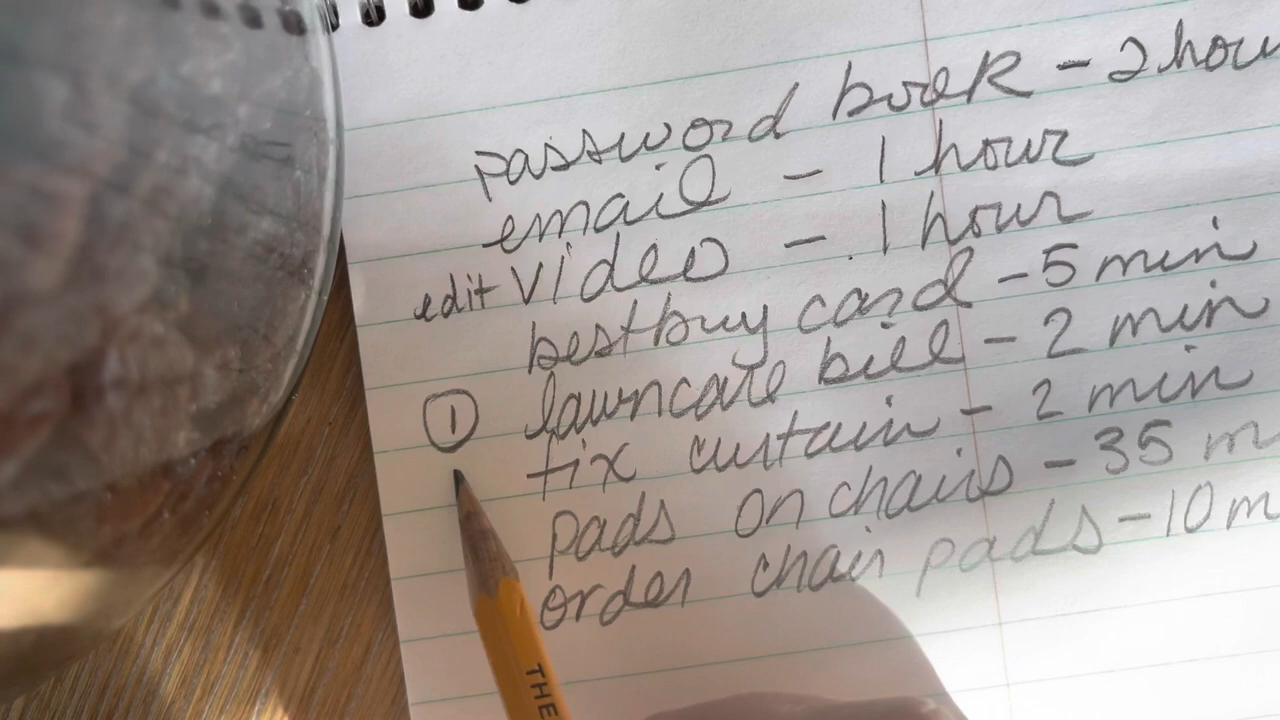 password book - 2 hou
email - 1 hour
edit video - 1 hour
bestbuy card - 5 min
① lawncare bill - 2 min
fix curtain - 2 min
pads on chairs - 35 m
order chair pads - 10 m
THE